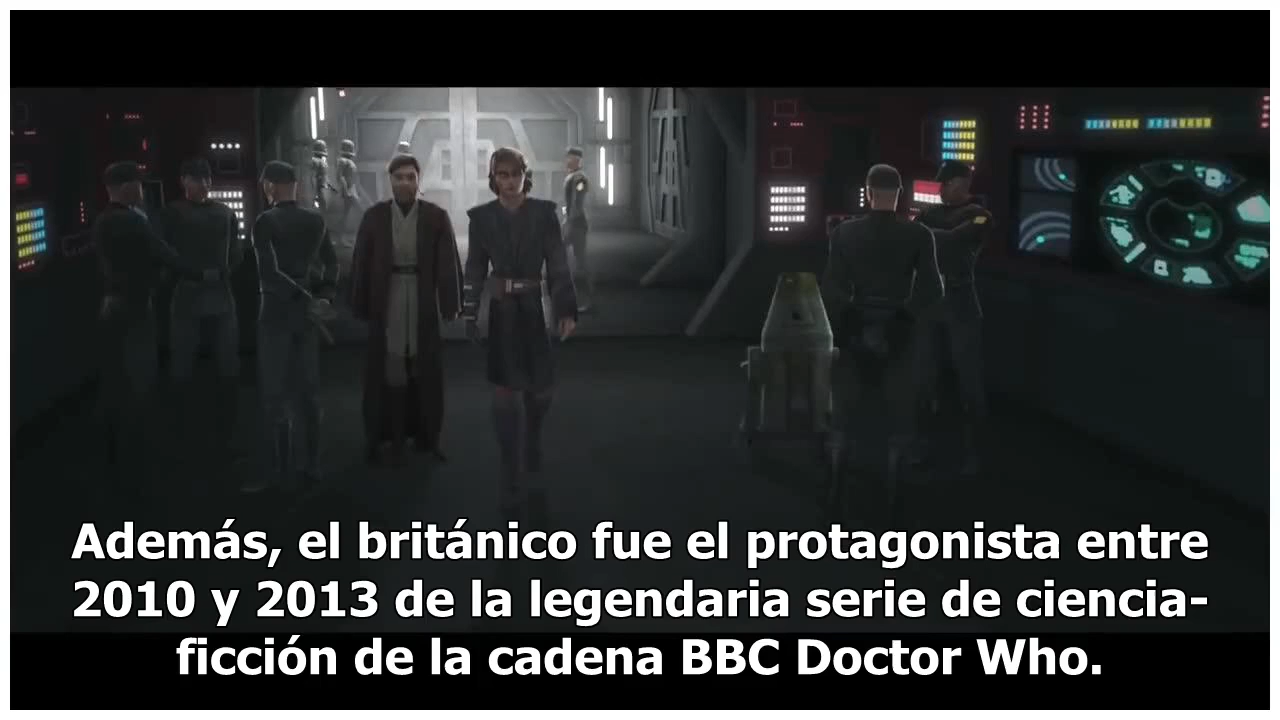 Además, el británico fue el protagonista entre
2010 y 2013 de la legendaria serie de ciencia-
ficción de la cadena BBC Doctor Who.